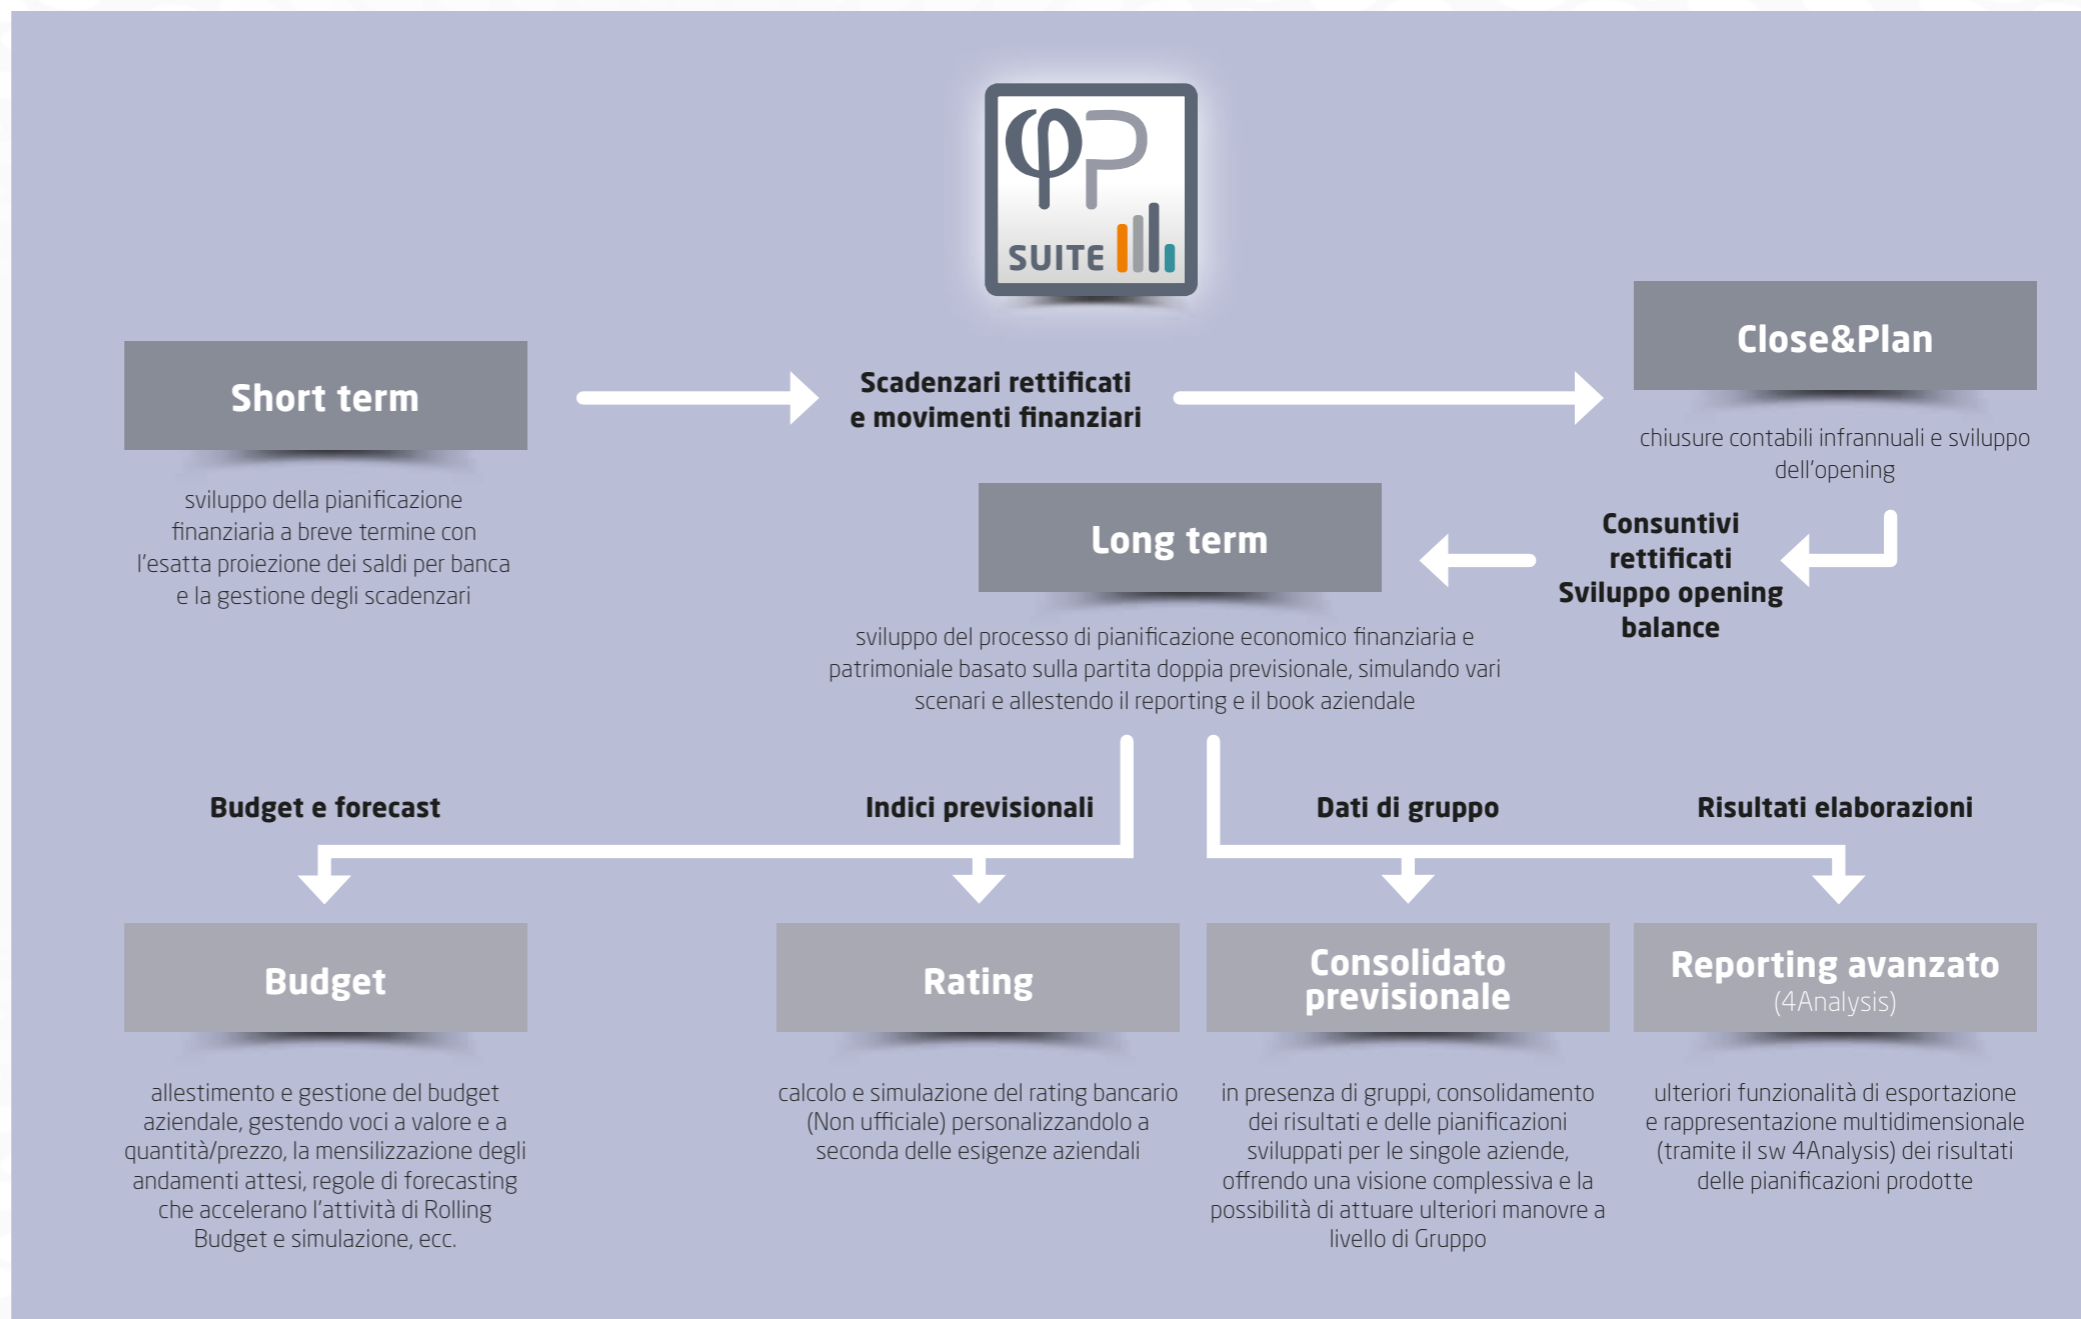 φP
SUITE
Short term
sviluppo della pianificazione
finanziaria a breve termine con
l'esatta proiezione dei saldi per banca
e la gestione degli scadenzari
Scadenzari rettificati
e movimenti finanziari
Close&Plan
chiusure contabili infrannuali e sviluppo
dell'opening
Consuntivi
rettificati
Sviluppo opening
balance
Long term
sviluppo del processo di pianificazione economico finanziaria e
patrimoniale basato sulla partita doppia previsionale, simulando vari
scenari e allestendo il reporting e il book aziendale
Budget e forecast
Indici previsionali
Dati di gruppo
Risultati elaborazioni
Budget
allestimento e gestione del budget
aziendale, gestendo voci a valore e a
quantità/prezzo, la mensilizzazione degli
andamenti attesi, regole di forecasting
che accelerano l'attività di Rolling
Budget e simulazione, ecc.
Rating
calcolo e simulazione del rating bancario
(Non ufficiale) personalizzandolo a
seconda delle esigenze aziendali
Consolidato
previsionale
in presenza di gruppi, consolidamento
dei risultati e delle pianificazioni
sviluppati per le singole aziende,
offrendo una visione complessiva e la
possibilità di attuare ulteriori manovre a
livello di Gruppo
Reporting avanzato
(4Analysis)
ulteriori funzionalità di esportazione
e rappresentazione multidimensionale
(tramite il sw 4Analysis) dei risultati
delle pianificazioni prodotte